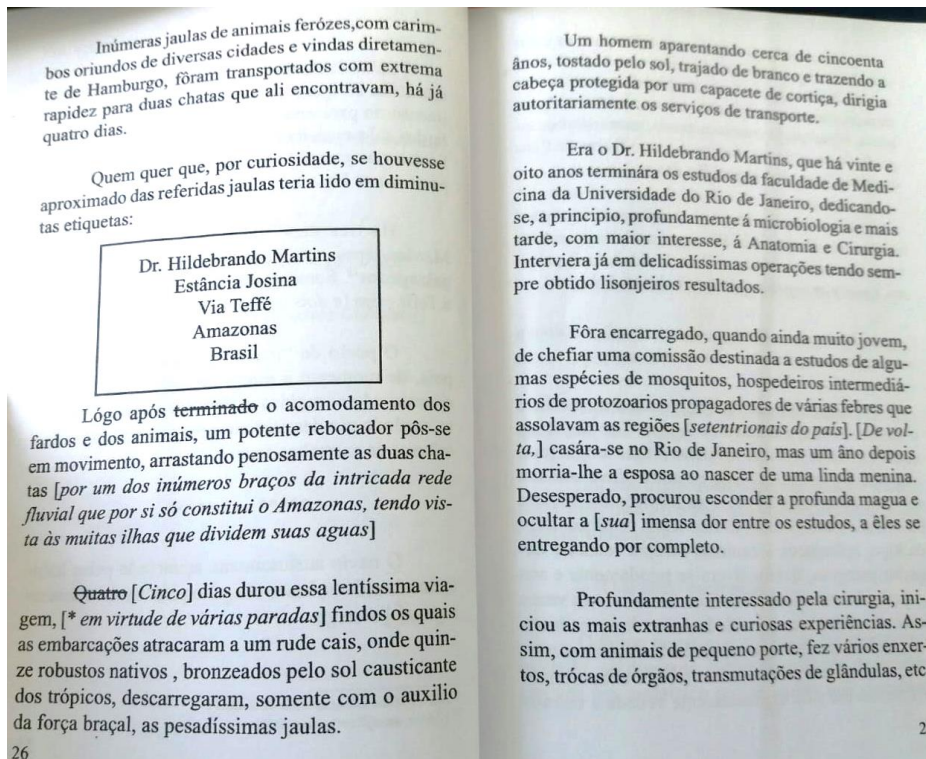 Inúmeras jaulas de animais ferózes,com carim-
bos oriundos de diversas cidades e vindas diretamen-
te de Hamburgo, fôram transportados com extrema
rapidez para duas chatas que ali encontravam, há já
quatro dias.
Quem quer que, por curiosidade, se houvesse
aproximado das referidas jaulas teria lido em diminu-
tas etiquetas:
Dr. Hildebrando Martins
Estância Josina
Via Teffé
Amazonas
Brasil
Lógo após terminado o acomodamento dos
fardos e dos animais, um potente rebocador pôs-se
em movimento, arrastando penosamente as duas cha-
tas [por um dos inúmeros braços da intricada rede
fluvial que por si só constitui o Amazonas, tendo vis-
ta às muitas ilhas que dividem suas aguas]
Quatro [Cinco] dias durou essa lentíssima via-
gem, [* em virtude de várias paradas] findos os quais
as embarcações atracaram a um rude cais, onde quin-
ze robustos nativos , bronzeados pelo sol causticante
dos trópicos, descarregaram, somente com o auxilio
da força braçal, as pesadíssimas jaulas.
26
Um homem aparentando cerca de cincoenta
ânos, tostado pelo sol, trajado de branco e trazendo a
cabeça protegida por um capacete de cortiça, dirigia
autoritariamente os serviços de transporte.
Era o Dr. Hildebrando Martins, que há vinte e
oito anos terminára os estudos da faculdade de Medi-
cina da Universidade do Rio de Janeiro, dedicando-
se, a principio, profundamente á microbiologia e mais
tarde, com maior interesse, á Anatomia e Cirurgia.
Interviera já em delicadíssimas operações tendo sem-
pre obtido lisonjeiros resultados.
Fôra encarregado, quando ainda muito jovem,
de chefiar uma comissão destinada a estudos de algu-
mas espécies de mosquitos, hospedeiros intermediá-
rios de protozoarios propagadores de várias febres que
assolavam as regiões [setentrionais do país]. [De vol-
ta,] casára-se no Rio de Janeiro, mas um âno depois
morria-lhe a esposa ao nascer de uma linda menina.
Desesperado, procurou esconder a profunda magua e
ocultar a [sua] imensa dor entre os estudos, a êles se
entregando por completo.
Profundamente interessado pela cirurgia, ini-
ciou as mais extranhas e curiosas experiências. As-
sim, com animais de pequeno porte, fez vários enxer-
tos, trócas de órgãos, transmutações de glândulas, etc
2